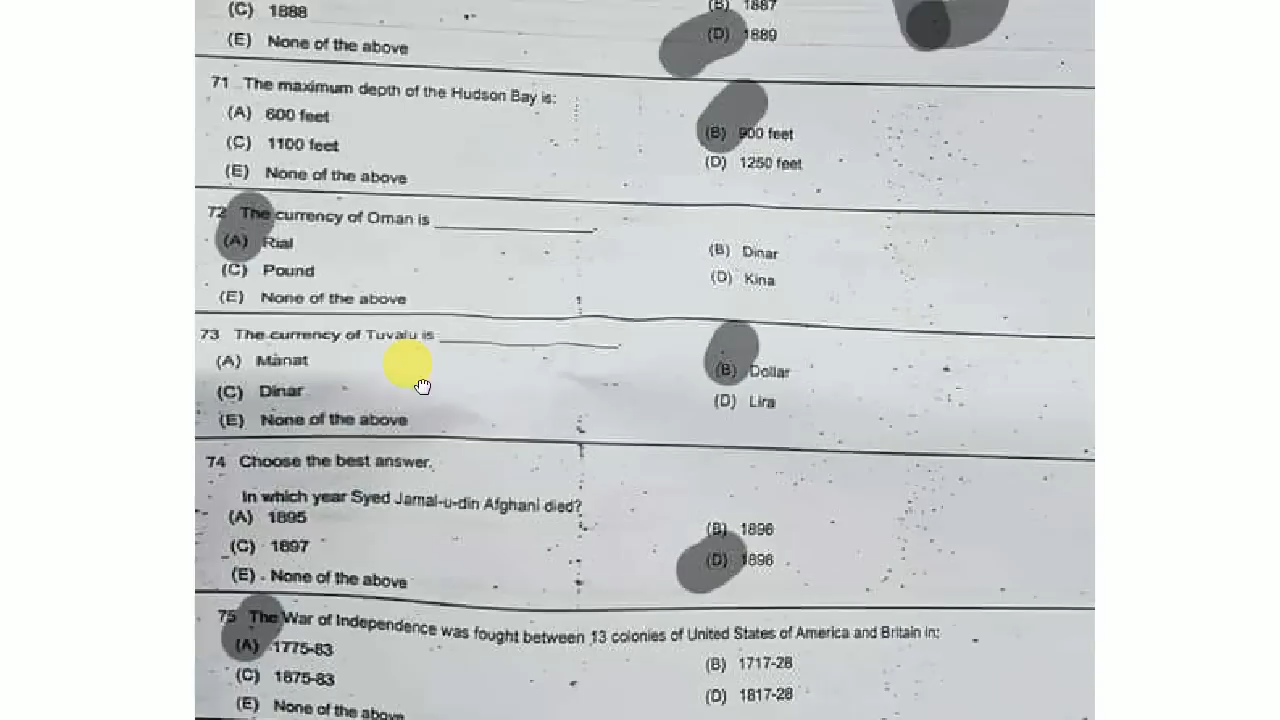 (C) 1888
(B) 1887
(D) 1889
(E) None of the above
71 The maximum depth of the Hudson Bay is:
(A) 600 feet
(B) 900 feet
(C) 1100 feet
(D) 1250 feet
(E) None of the above
72 The currency of Oman is ____________.
(A) Rial
(B) Dinar
(C) Pound
(D) Kina
(E) None of the above
73 The currency of Tuvalu is ____________.
(A) Manat
(B) Dollar
(C) Dinar
(D) Lira
(E) None of the above
74 Choose the best answer.
In which year Syed Jamal-u-din Afghani died?
(A) 1895
(B) 1896
(C) 1897
(D) 1898
(E) None of the above
75 The War of Independence was fought between 13 colonies of United States of America and Britain in:
(A) 1775-83
(B) 1717-28
(C) 1875-83
(D) 1817-28
(E) None of the above